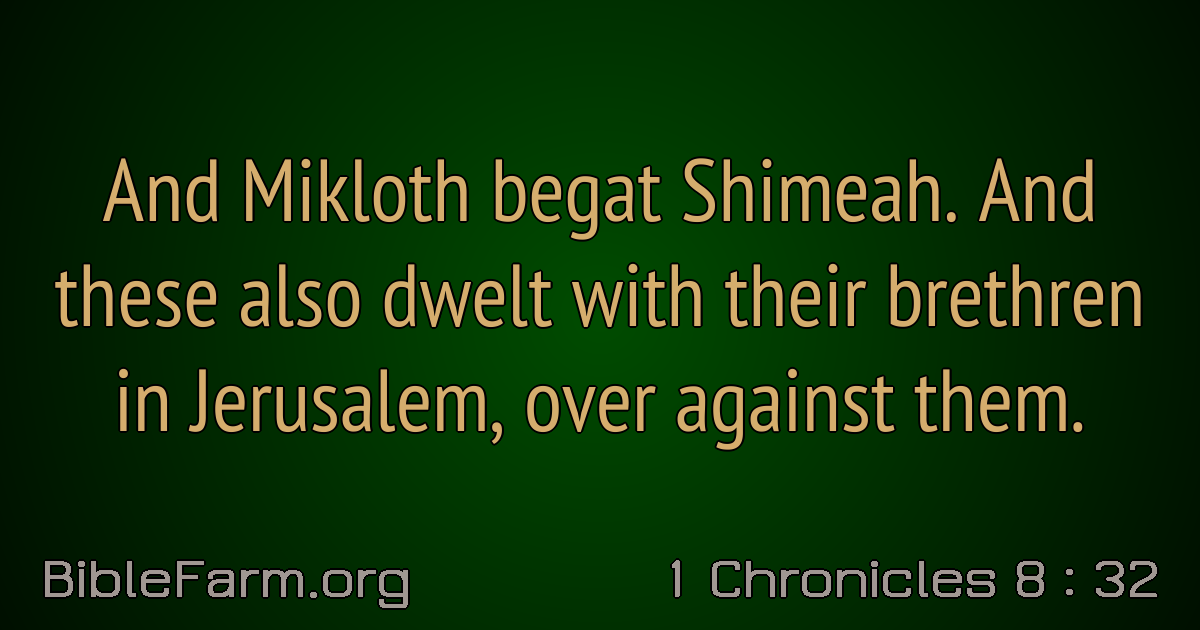 And Mikloth begat Shimeah. And
these also dwelt with their brethren
in Jerusalem, over against them.
BibleFarm.org
1 Chronicles 8 : 32